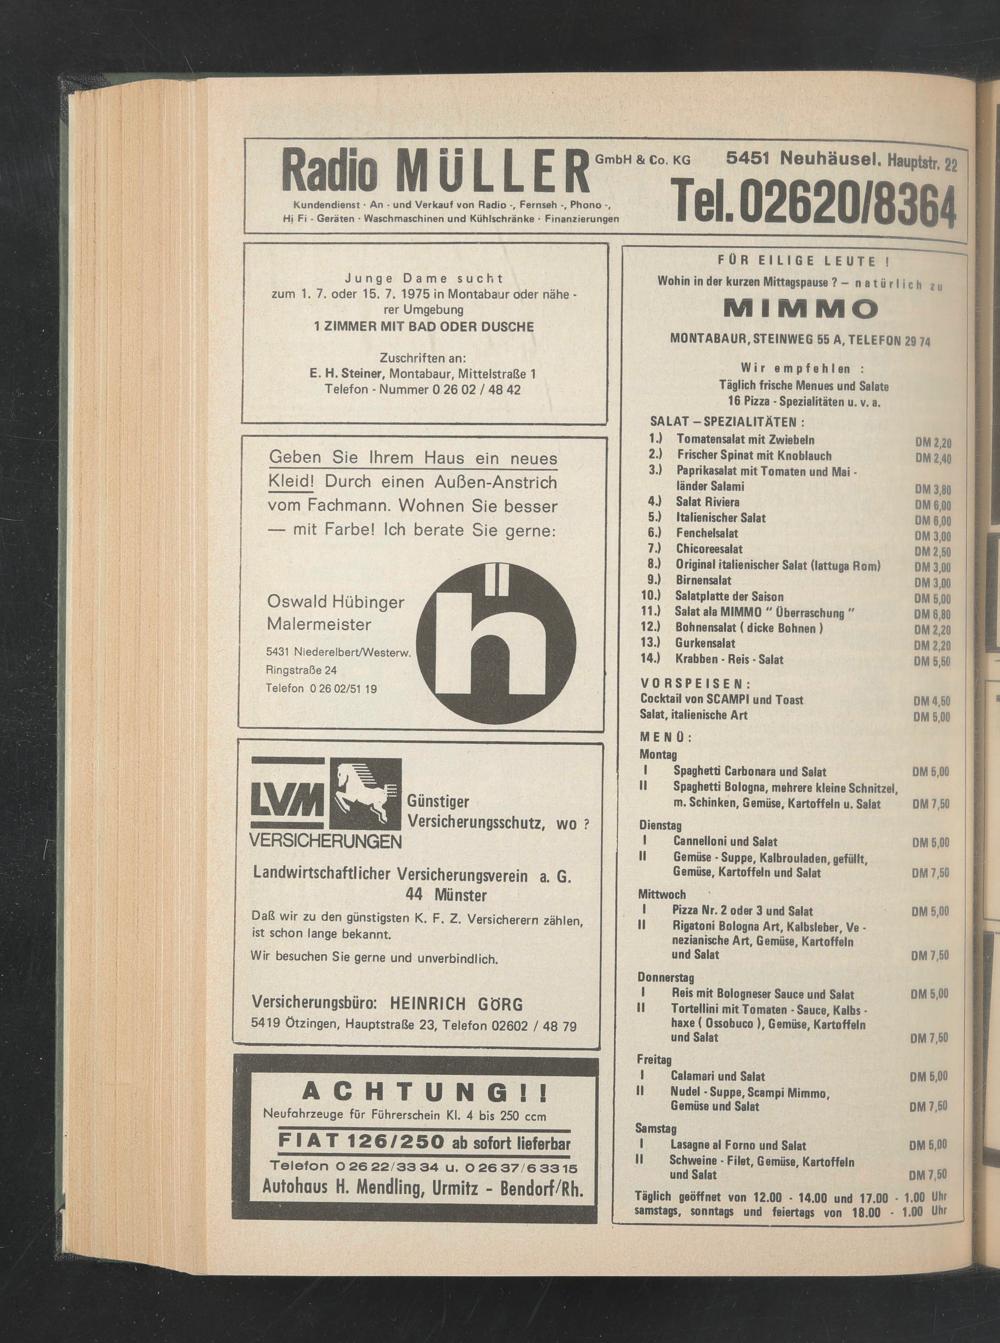 Radio MÜLLER GmbH & Co. KG
Kundendienst · An - und Verkauf von Radio -, Fernseh -, Phono -,
Hi Fi - Geräten · Waschmaschinen und Kühlschränke · Finanzierungen
5451 Neuhäusel. Hauptstr. 22
Tel. 02620/8364
Junge Dame sucht
zum 1. 7. oder 15. 7. 1975 in Montabaur oder nähe -
rer Umgebung
1 ZIMMER MIT BAD ODER DUSCHE
Zuschriften an:
E. H. Steiner, Montabaur, Mittelstraße 1
Telefon - Nummer 0 26 02 / 48 42
Geben Sie Ihrem Haus ein neues
Kleid! Durch einen Außen-Anstrich
vom Fachmann. Wohnen Sie besser
— mit Farbe! Ich berate Sie gerne:
Oswald Hübinger
Malermeister
5431 Niederelbert/Westerw.
Ringstraße 24
Telefon 0 26 02/51 19
LVM
VERSICHERUNGEN
Günstiger
Versicherungsschutz, wo ?
Landwirtschaftlicher Versicherungsverein a. G.
44 Münster
Daß wir zu den günstigsten K. F. Z. Versicherern zählen,
ist schon lange bekannt.
Wir besuchen Sie gerne und unverbindlich.
Versicherungsbüro: HEINRICH GÖRG
5419 Ötzingen, Hauptstraße 23, Telefon 02602 / 48 79
ACHTUNG!!
Neufahrzeuge für Führerschein Kl. 4 bis 250 ccm
FIAT 126/250 ab sofort lieferbar
Telefon 0 26 22/33 34 u. 0 26 37/6 33 15
Autohaus H. Mendling, Urmitz - Bendorf/Rh.
FÜR EILIGE LEUTE !
Wohin in der kurzen Mittagspause ? — natürlich zu
MIMMO
MONTABAUR, STEINWEG 55 A, TELEFON 29 74
Wir empfehlen :
Täglich frische Menues und Salate
16 Pizza - Spezialitäten u. v. a.
SALAT — SPEZIALITÄTEN :
1.) Tomatensalat mit Zwiebeln DM 2,20
2.) Frischer Spinat mit Knoblauch DM 2,40
3.) Paprikasalat mit Tomaten und Mai -
länder Salami DM 3,80
4.) Salat Riviera DM 6,00
5.) Italienischer Salat DM 6,00
6.) Fenchelsalat DM 3,00
7.) Chicoreesalat DM 2,50
8.) Original italienischer Salat (lattuga Rom) DM 3,00
9.) Birnensalat DM 3,00
10.) Salatplatte der Saison DM 5,00
11.) Salat ala MIMMO " Überraschung " DM 6,80
12.) Bohnensalat ( dicke Bohnen ) DM 2,20
13.) Gurkensalat DM 2,20
14.) Krabben - Reis - Salat DM 5,50
VORSPEISEN:
Cocktail von SCAMPI und Toast DM 4,50
Salat, italienische Art DM 5,00
MENÜ:
Montag
I Spaghetti Carbonara und Salat DM 5,00
II Spaghetti Bologna, mehrere kleine Schnitzel,
m. Schinken, Gemüse, Kartoffeln u. Salat DM 7,50
Dienstag
I Cannelloni und Salat DM 5,00
II Gemüse - Suppe, Kalbrouladen, gefüllt,
Gemüse, Kartoffeln und Salat DM 7,50
Mittwoch
I Pizza Nr. 2 oder 3 und Salat DM 5,00
II Rigatoni Bologna Art, Kalbsleber, Ve -
nezianische Art, Gemüse, Kartoffeln
und Salat DM 7,50
Donnerstag
I Reis mit Bologneser Sauce und Salat DM 5,00
II Tortellini mit Tomaten - Sauce, Kalbs -
haxe ( Ossobuco ), Gemüse, Kartoffeln
und Salat DM 7,50
Freitag
I Calamari und Salat DM 5,00
II Nudel - Suppe, Scampi Mimmo,
Gemüse und Salat DM 7,50
Samstag
I Lasagne al Forno und Salat DM 5,00
II Schweine - Filet, Gemüse, Kartoffeln
und Salat DM 7,50
Täglich geöffnet von 12.00 - 14.00 und 17.00 - 1.00 Uhr
samstags, sonntags und feiertags von 18.00 - 1.00 Uhr